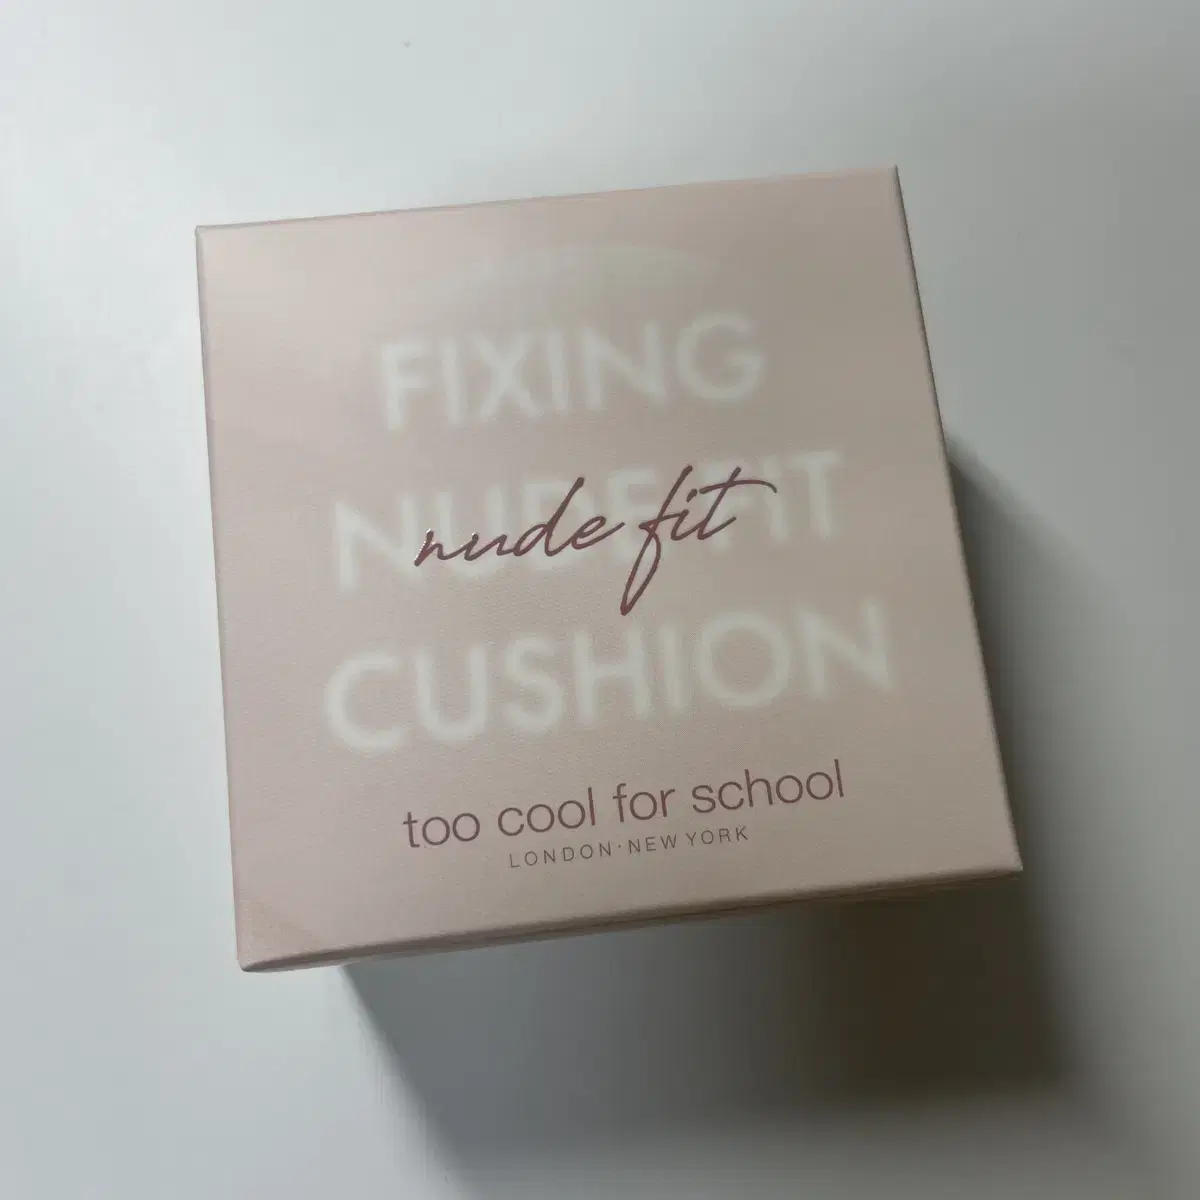 FIXING
NUDE FIT
nude fit
CUSHION
too cool for school
LONDON·NEW YORK